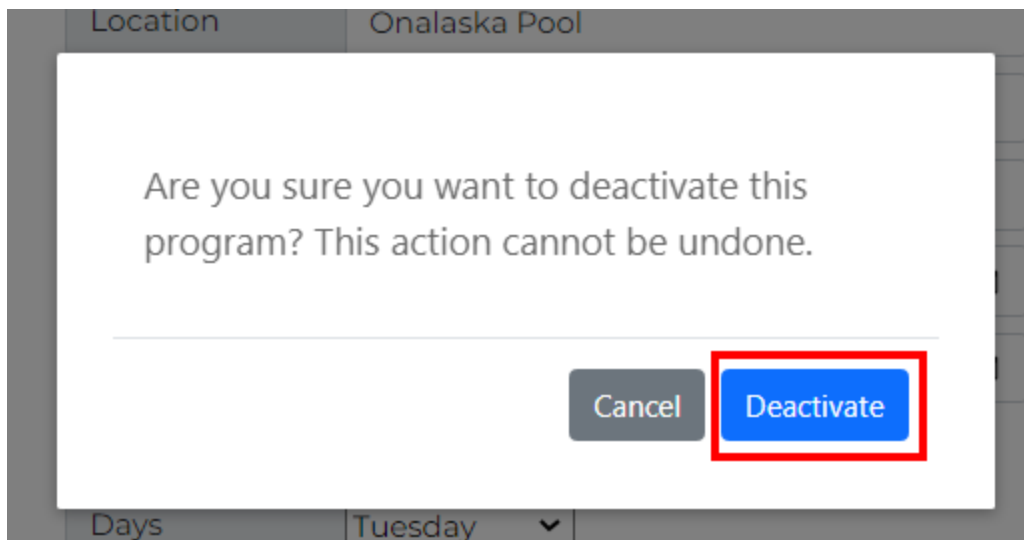 Location Onalaska Pool
Are you sure you want to deactivate this
program? This action cannot be undone.
Cancel Deactivate
Days Tuesday